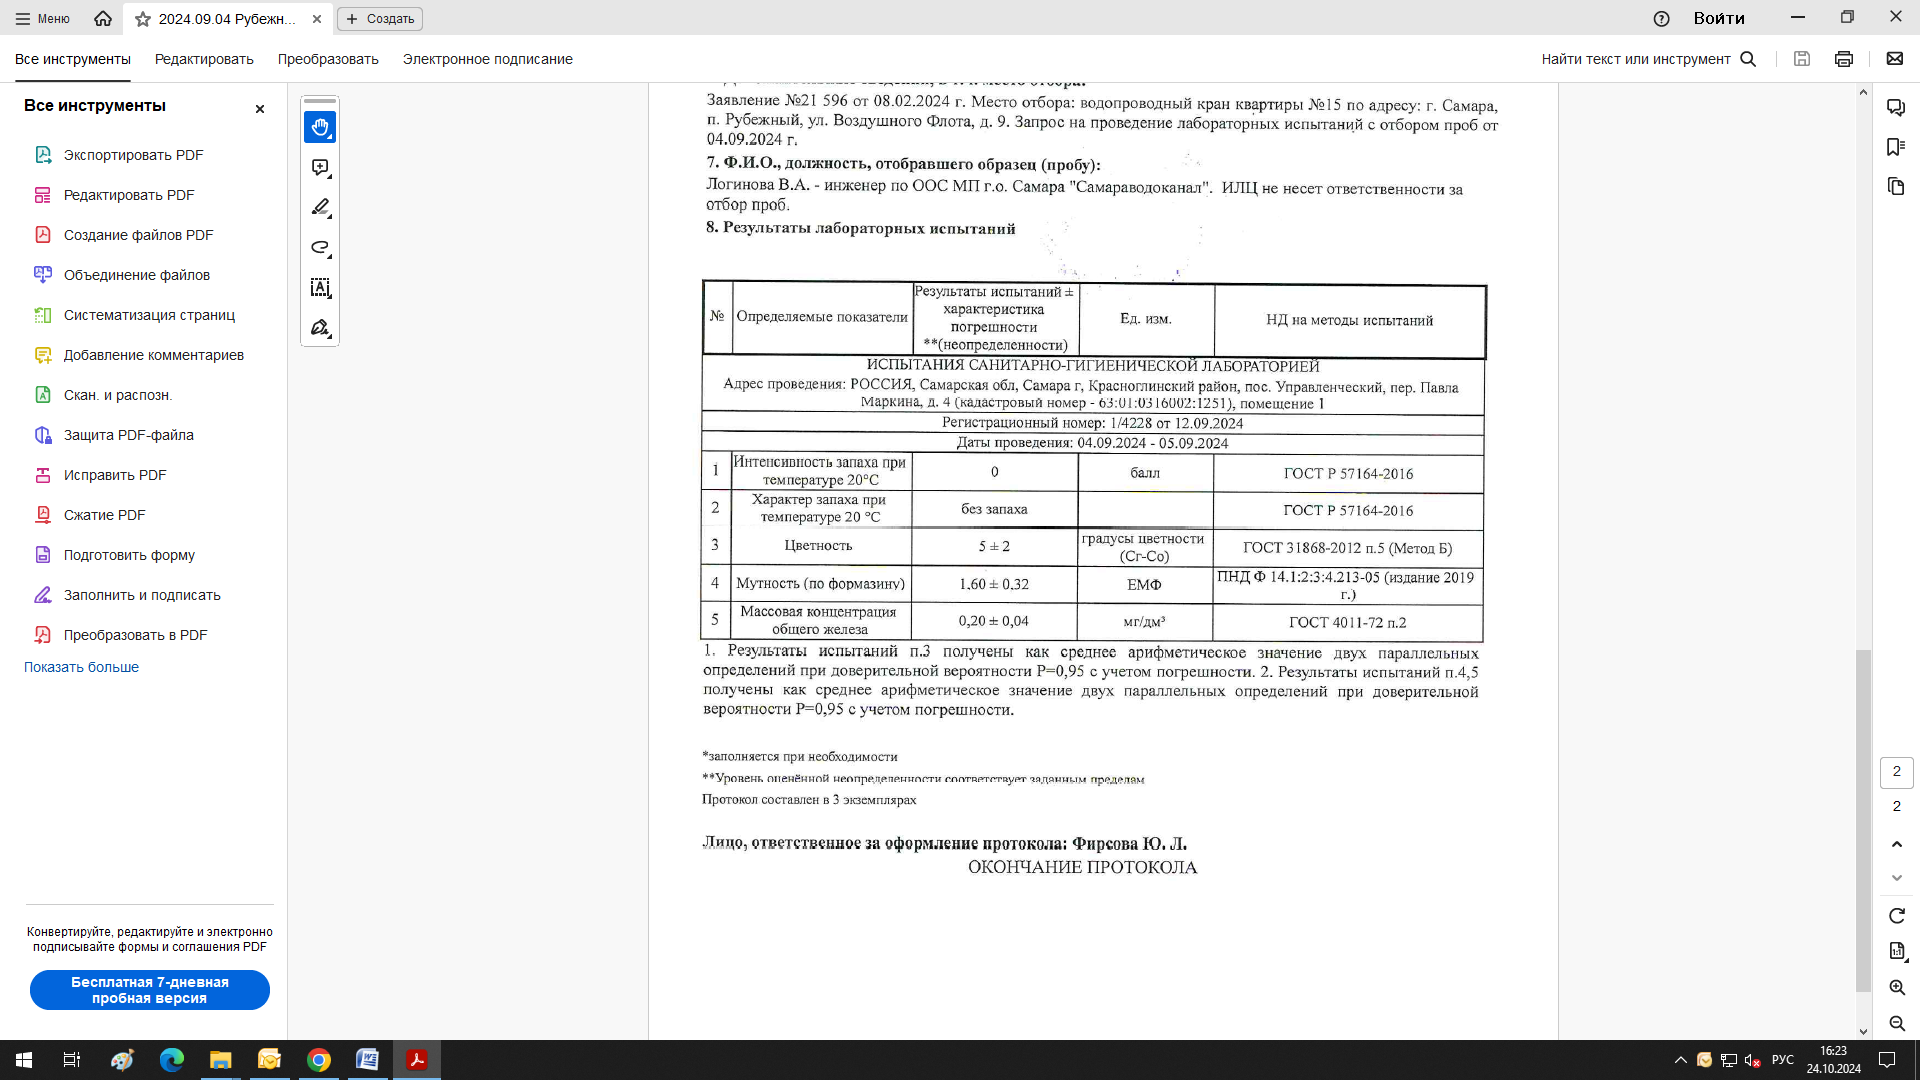 Меню
2024.09.04 Рубежн...
Создать
Войти
Все инструменты
Редактировать
Преобразовать
Электронное подписание
Найти текст или инструмент
Все инструменты
Экспортировать PDF
Редактировать PDF
Создание файлов PDF
Объединение файлов
Систематизация страниц
Добавление комментариев
Скан. и распозн.
Защита PDF-файла
Исправить PDF
Сжатие PDF
Подготовить форму
Заполнить и подписать
Преобразовать в PDF
Показать больше
Конвертируйте, редактируйте и электронно
подписывайте формы и соглашения PDF
Бесплатная 7-дневная
пробная версия
место отбора:
Заявление №21 596 от 08.02.2024 г. Место отбора: водопроводный кран квартиры №15 по адресу: г. Самара,
п. Рубежный, ул. Воздушного Флота, д. 9. Запрос на проведение лабораторных испытаний с отбором проб от
04.09.2024 г.
7. Ф.И.О., должность, отобравшего образец (пробу):
Логинова В.А. - инженер по ООС МП г.о. Самара "Самараводоканал". ИЛЦ не несет ответственности за
отбор проб.
8. Результаты лабораторных испытаний
№
Определяемые показатели
Результаты испытаний ±
характеристика
погрешности
**(неопределенности)
Ед. изм.
НД на методы испытаний
ИСПЫТАНИЯ САНИТАРНО-ГИГИЕНИЧЕСКОЙ ЛАБОРАТОРИЕЙ
Адрес проведения: РОССИЯ, Самарская обл, Самара г, Красноглинский район, пос. Управленческий, пер. Павла
Маркина, д. 4 (кадастровый номер - 63:01:0316002:1251), помещение 1
Регистрационный номер: 1/4228 от 12.09.2024
Даты проведения: 04.09.2024 - 05.09.2024
1
Интенсивность запаха при
температуре 20°С
0
балл
ГОСТ Р 57164-2016
2
Характер запаха при
температуре 20 °С
без запаха
ГОСТ Р 57164-2016
3
Цветность
5 ± 2
градусы цветности
(Cr-Co)
ГОСТ 31868-2012 п.5 (Метод Б)
4
Мутность (по формазину)
1,60 ± 0,32
ЕМФ
ПНД Ф 14.1:2:3:4.213-05 (издание 2019
г.)
5
Массовая концентрация
общего железа
0,20 ± 0,04
мг/дм³
ГОСТ 4011-72 п.2
1. Результаты испытаний п.3 получены как среднее арифметическое значение двух параллельных
определений при доверительной вероятности Р=0,95 с учетом погрешности. 2. Результаты испытаний п.4,5
получены как среднее арифметическое значение двух параллельных определений при доверительной
вероятности Р=0,95 с учетом погрешности.
*заполняется при необходимости
**Уровень оценённой неопределенности соответствует заданным пределам
Протокол составлен в 3 экземплярах
Лицо, ответственное за оформление протокола: Фирсова Ю. Л.
ОКОНЧАНИЕ ПРОТОКОЛА
2
2
РУС
16:23
24.10.2024